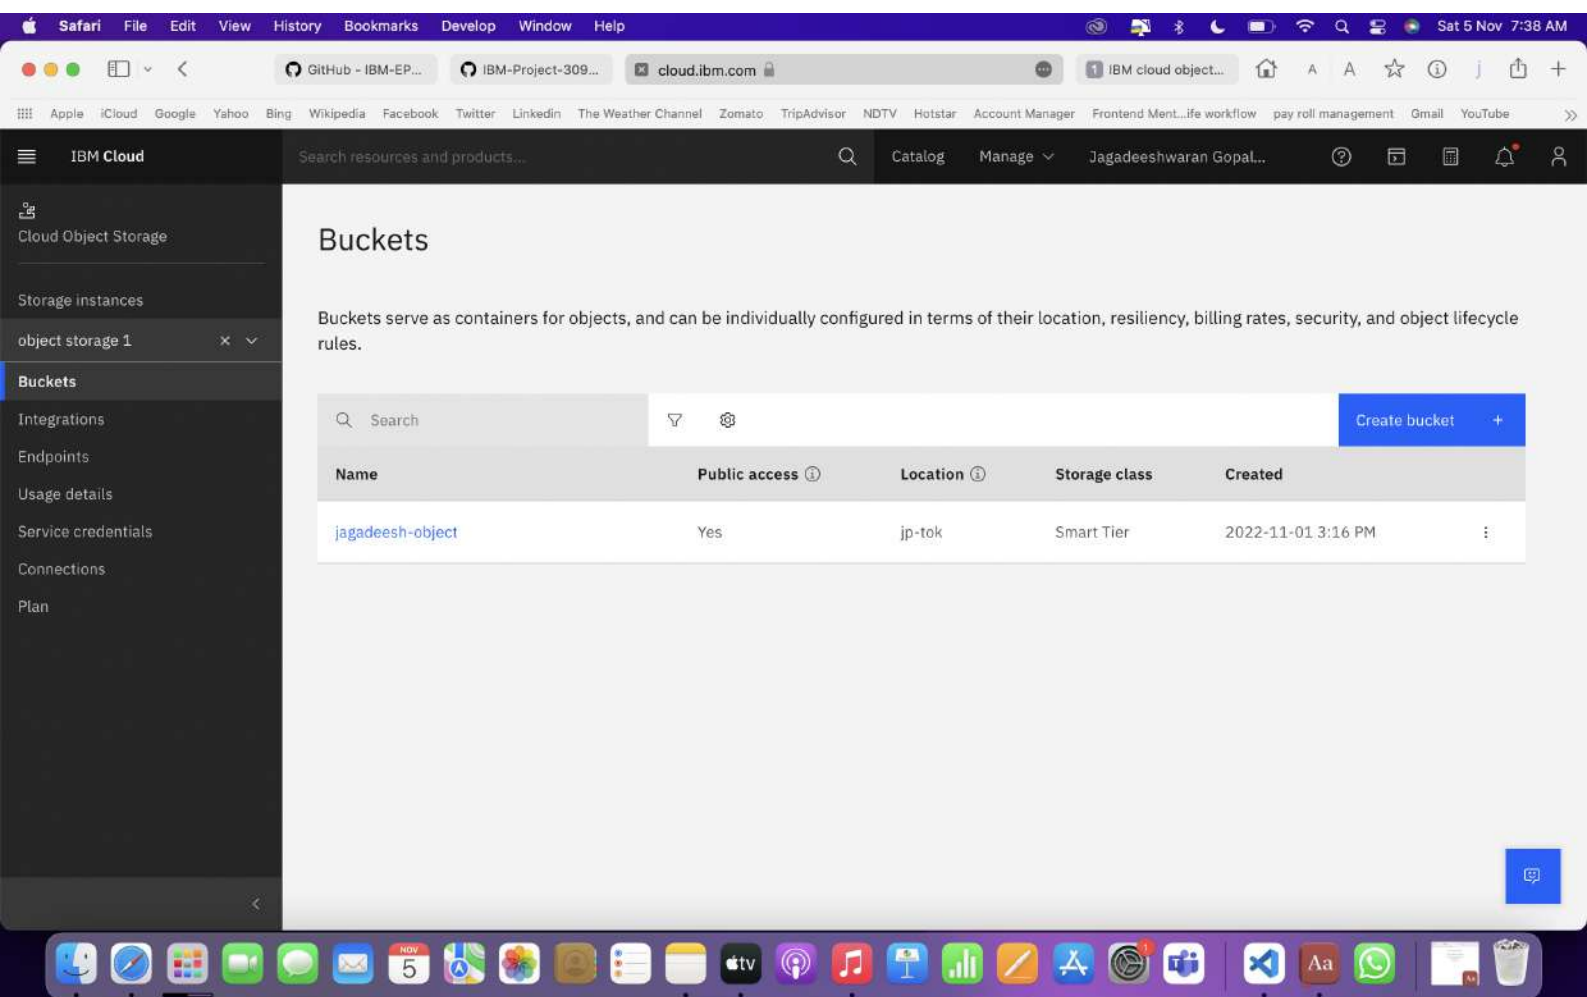 Safari File Edit View History Bookmarks Develop Window Help Sat 5 Nov 7:38 AM
GitHub - IBM-EP... IBM-Project-309... cloud.ibm.com 1 IBM cloud object... A A j
Apple iCloud Google Yahoo Bing Wikipedia Facebook Twitter Linkedin The Weather Channel Zomato TripAdvisor NDTV Hotstar Account Manager Frontend Ment...ife workflow pay roll management Gmail YouTube
IBM Cloud Search resources and products... Catalog Manage Jagadeeshwaran Gopal...
Cloud Object Storage
Storage instances
object storage 1
Buckets
Integrations
Endpoints
Usage details
Service credentials
Connections
Plan
Buckets
Buckets serve as containers for objects, and can be individually configured in terms of their location, resiliency, billing rates, security, and object lifecycle
rules.
Search Create bucket +
Name Public access Location Storage class Created
jagadeesh-object Yes jp-tok Smart Tier 2022-11-01 3:16 PM
NOV
5
tv
1
Aa